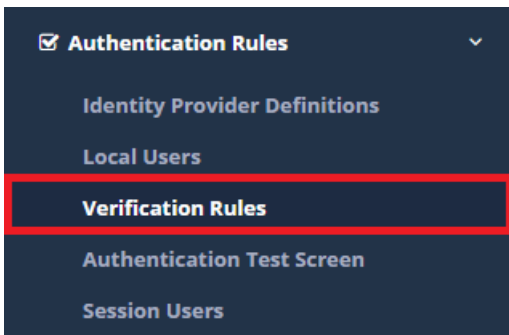 Authentication Rules
Identity Provider Definitions
Local Users
Verification Rules
Authentication Test Screen
Session Users